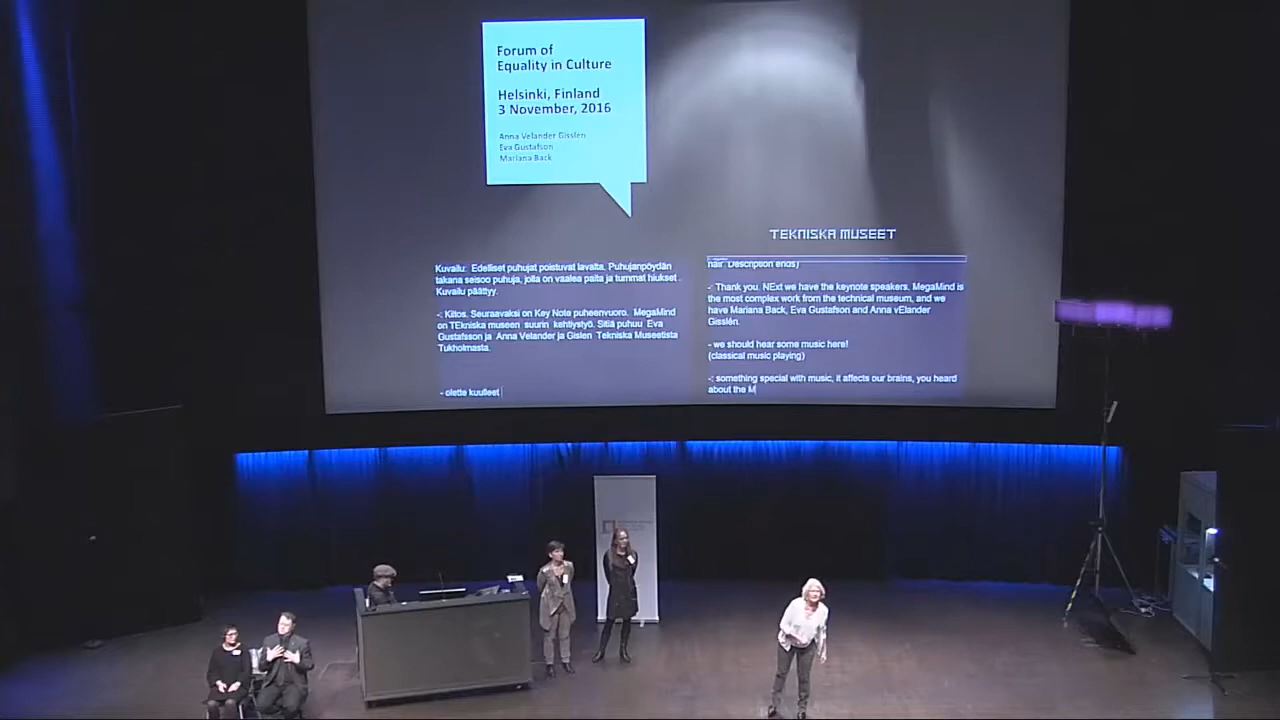 Forum of
Equality in Culture
Helsinki, Finland
3 November, 2016
Anna Velander Gisslén
Eva Gustafson
Mariana Back
TEKNISKA MUSEET
Kuvailu: Edelliset puhujat poistuvat lavalta. Puhujanpöydän
takana seisoo puhuja, jolla on vaalea paita ja tummat hiukset .
Kuvailu päättyy.
-: Kiitos. Seuraavaksi on Key Note puheenvuoro. MegaMind
on TEkniska museen suurin kehtiystyö. Sitiä puhuu Eva
Gustafsson ja Anna Velander ja Gislen Tekniska Museetista
Tukholmasta.
- olette kuulleet
hair. Description ends)
-: Thank you. NExt we have the keynote speakers. MegaMind is
the most complex work from the technical museum, and we
have Mariana Back, Eva Gustafson and Anna vElander
Gisslén.
- we should hear some music here!
(classical music playing)
-: something special with music, it affects our brains, you heard
about the M